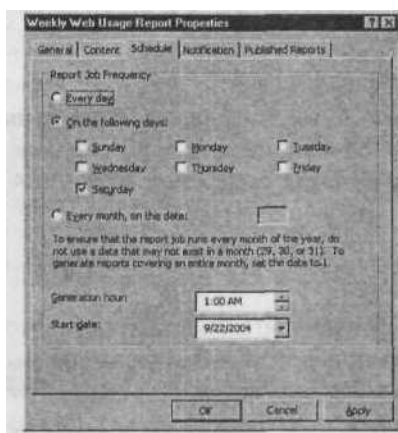 Weekly Web Usage Report Properties
General Content Schedule Notification Published Reports
Report Job Frequency
Every day
On the following days:
Sunday Monday Tuesday
Wednesday Thursday Friday
Saturday
Every month, on this date:
To ensure that the report job runs every month of the year, do
not use a date that may not exist in a month (29, 30, or 31). To
generate reports covering an entire month, set the date to 1.
Generation hour: 1:00 AM
Start date: 9/22/2004
OK Cancel Apply